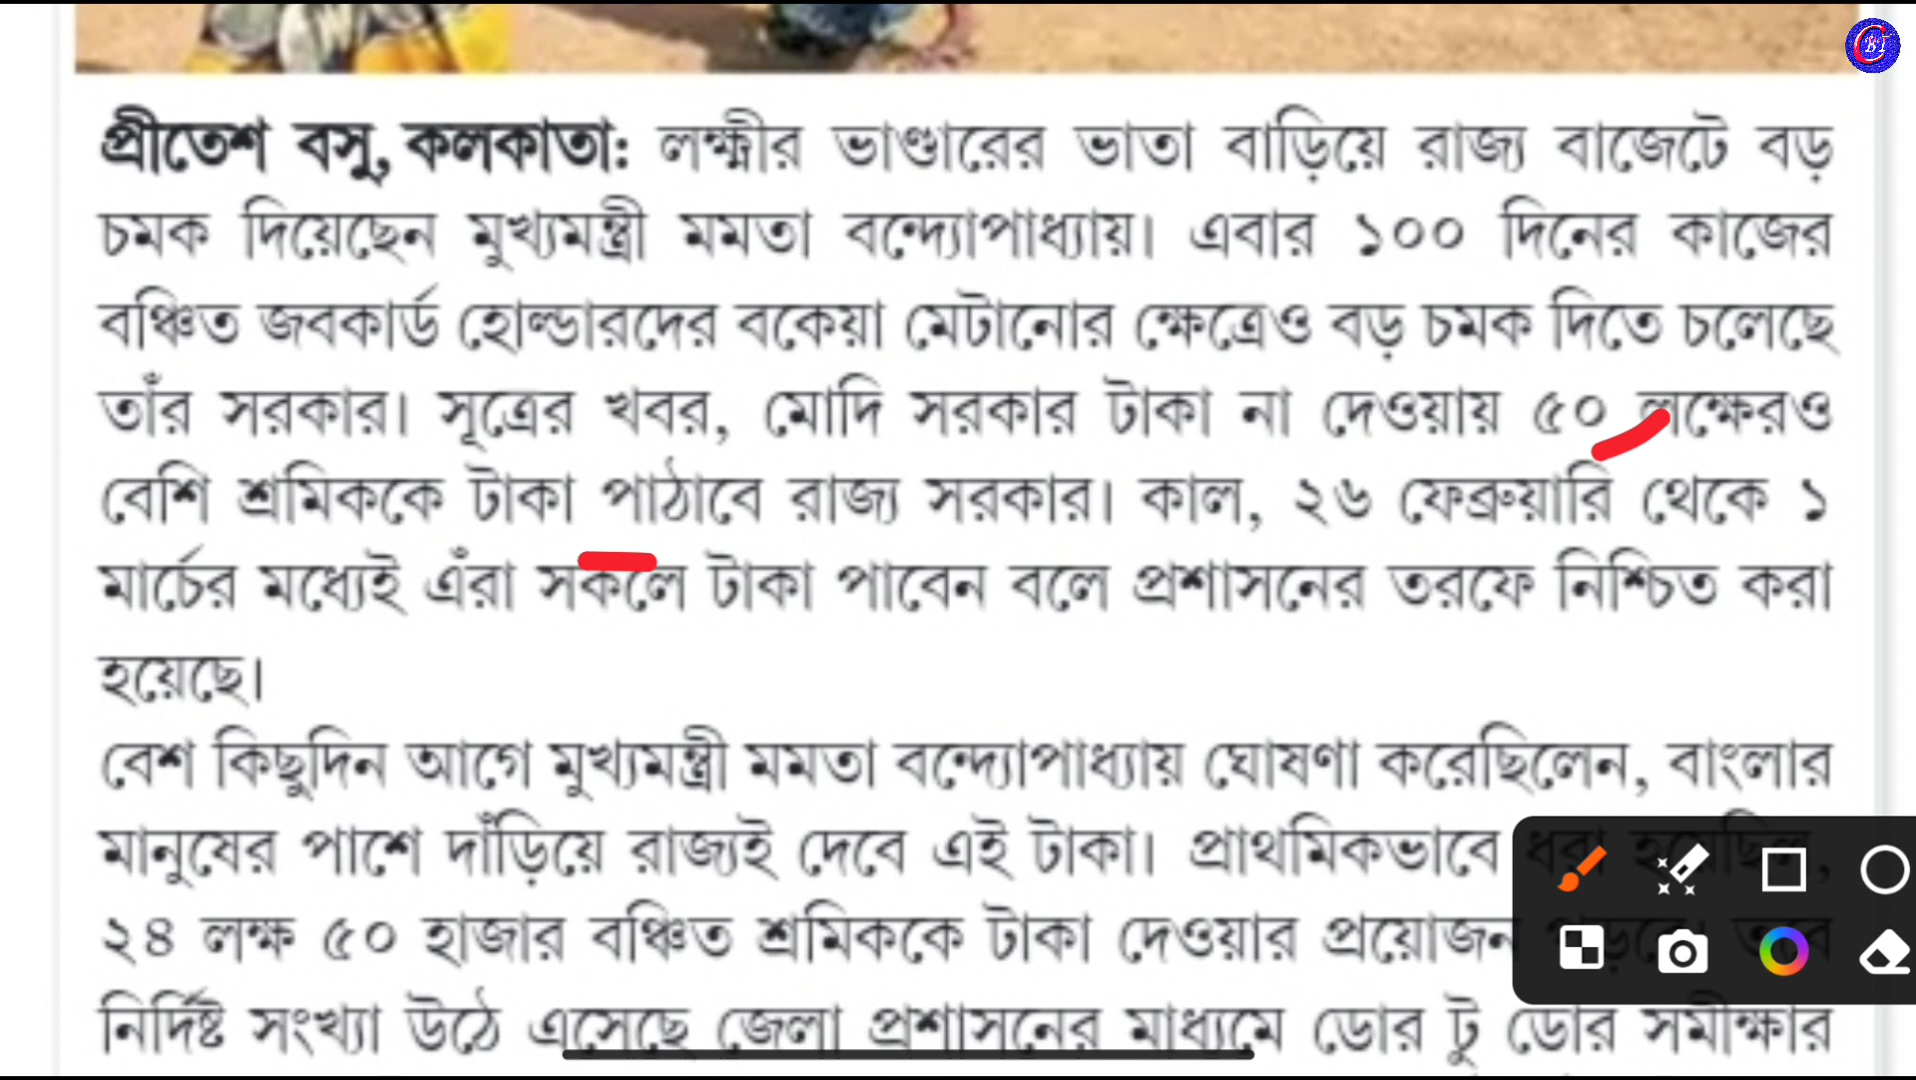 প্রীতেশ বসু, কলকাতা: লক্ষ্মীর ভাণ্ডারের ভাতা বাড়িয়ে রাজ্য বাজেটে বড়
চমক দিয়েছেন মুখ্যমন্ত্রী মমতা বন্দ্যোপাধ্যায়। এবার ১০০ দিনের কাজের
বঞ্চিত জবকার্ড হোল্ডারদের বকেয়া মেটানোর ক্ষেত্রেও বড় চমক দিতে চলেছে
তাঁর সরকার। সূত্রের খবর, মোদি সরকার টাকা না দেওয়ায় ৫০ লক্ষেরও
বেশি শ্রমিককে টাকা পাঠাবে রাজ্য সরকার। কাল, ২৬ ফেব্রুয়ারি থেকে ১
মার্চের মধ্যেই এঁরা সকলে টাকা পাবেন বলে প্রশাসনের তরফে নিশ্চিত করা
হয়েছে।
বেশ কিছুদিন আগে মুখ্যমন্ত্রী মমতা বন্দ্যোপাধ্যায় ঘোষণা করেছিলেন, বাংলার
মানুষের পাশে দাঁড়িয়ে রাজ্যই দেবে এই টাকা। প্রাথমিকভাবে ধরা হয়েছিল,
২৪ লক্ষ ৫০ হাজার বঞ্চিত শ্রমিককে টাকা দেওয়ার প্রয়োজন
নির্দিষ্ট সংখ্যা উঠে এসেছে জেলা প্রশাসনের মাধ্যমে ডোর টু ডোর সমীক্ষার